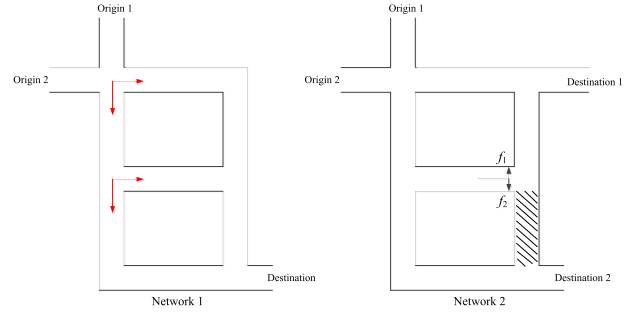 Origin 1
Origin 1
Origin 2
Origin 2
Destination 1
f1
f2
Destination
Destination 2
Network 1
Network 2